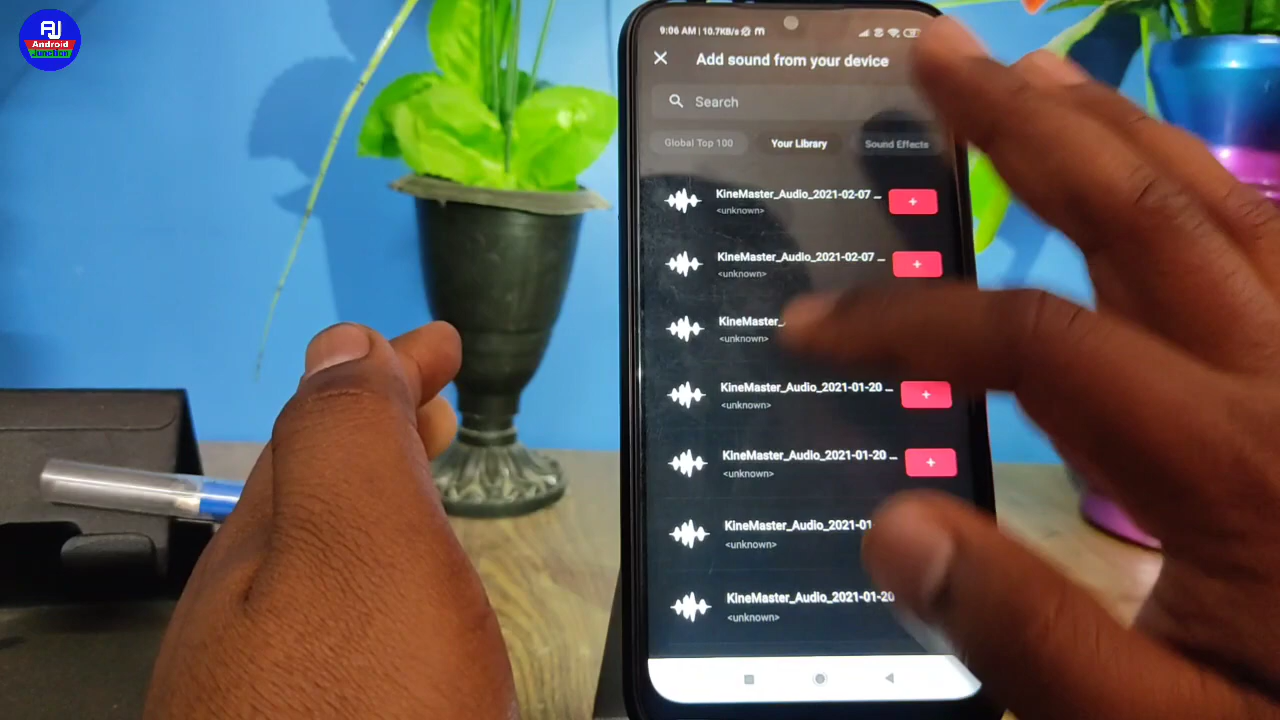 AJ
Android
Junction
9:06 AM | 10.7KB/s
Add sound from your device
Search
Global Top 100
Your Library
Sound Effects
KineMaster_Audio_2021-02-07 ...
<unknown>
KineMaster_Audio_2021-02-07 ...
<unknown>
KineMaster_
<unknown>
KineMaster_Audio_2021-01-20 ...
<unknown>
KineMaster_Audio_2021-01-20 ...
<unknown>
KineMaster_Audio_2021-01
<unknown>
KineMaster_Audio_2021-01-20
<unknown>